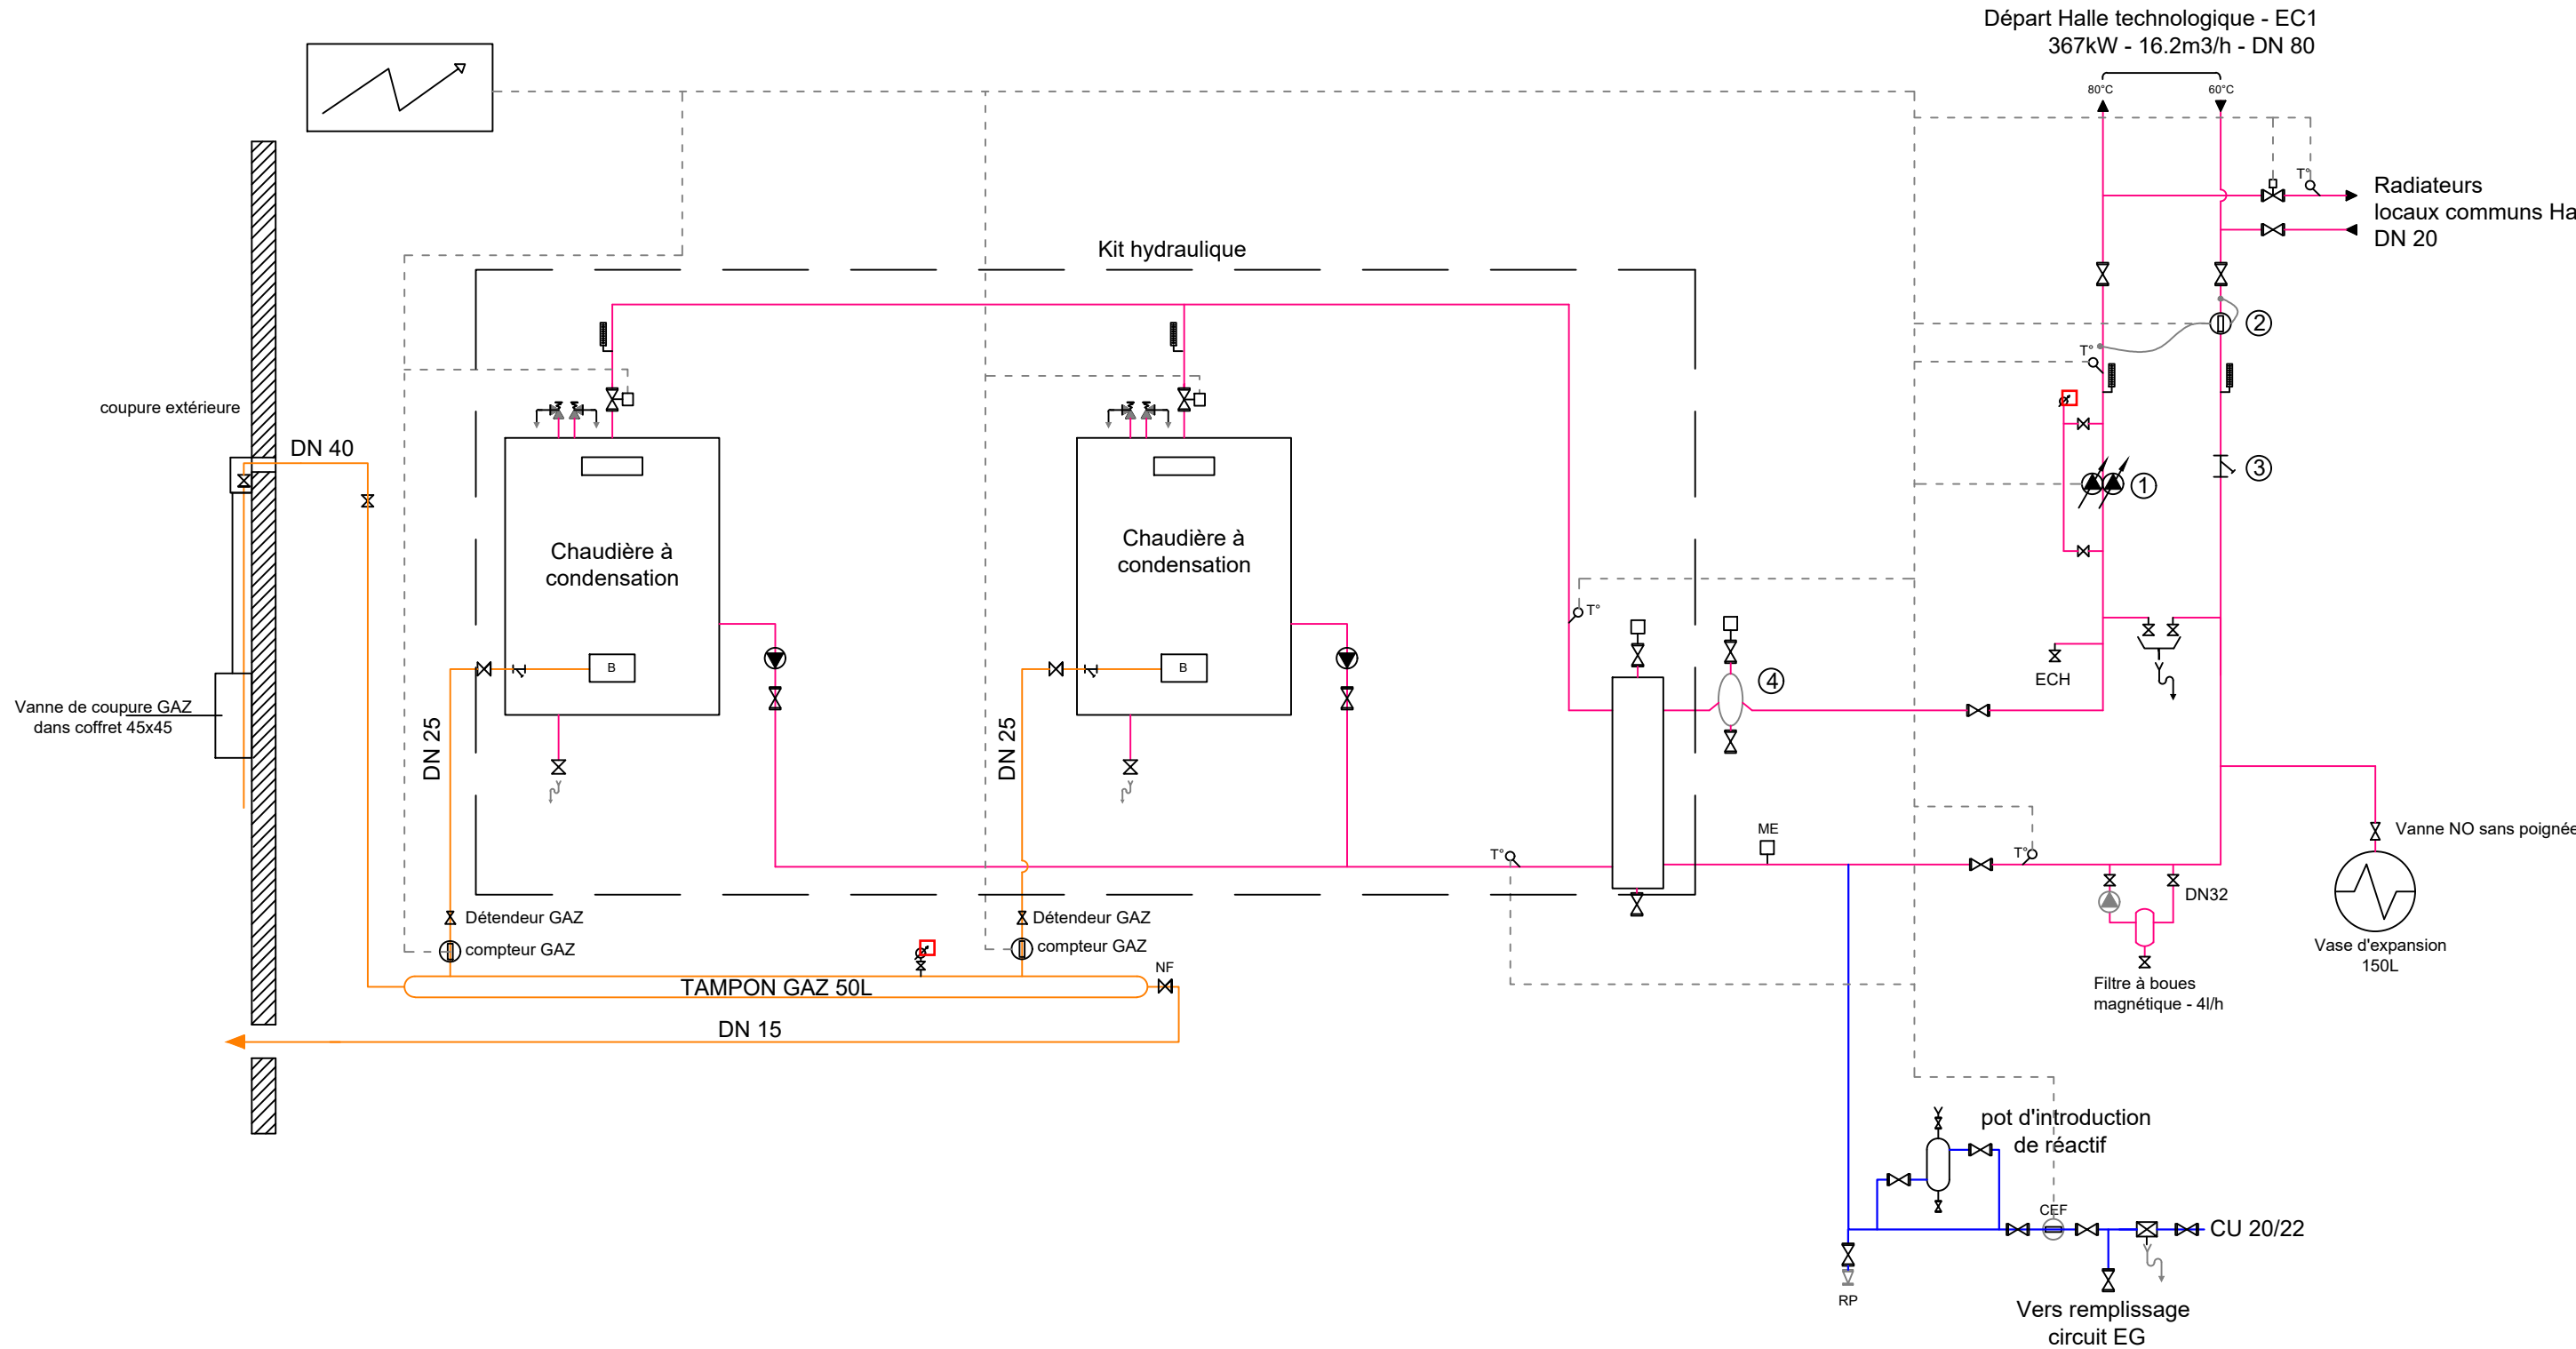 Départ Halle technologique - EC1
367kW - 16.2m3/h - DN 80
80°C
60°C
T°
Radiateurs
locaux communs Ha
DN 20
Kit hydraulique
2
T°
coupure extérieure
DN 40
3
1
Chaudière à
condensation
Chaudière à
condensation
T°
B
B
ECH
4
Vanne de coupure GAZ
dans coffret 45x45
DN 25
DN 25
ME
Vanne NO sans poignée
T°
T°
DN32
Détendeur GAZ
Détendeur GAZ
compteur GAZ
compteur GAZ
Vase d'expansion
150L
NF
TAMPON GAZ 50L
Filtre à boues
magnétique - 4l/h
DN 15
pot d'introduction
de réactif
CEF
CU 20/22
RP
Vers remplissage
circuit EG